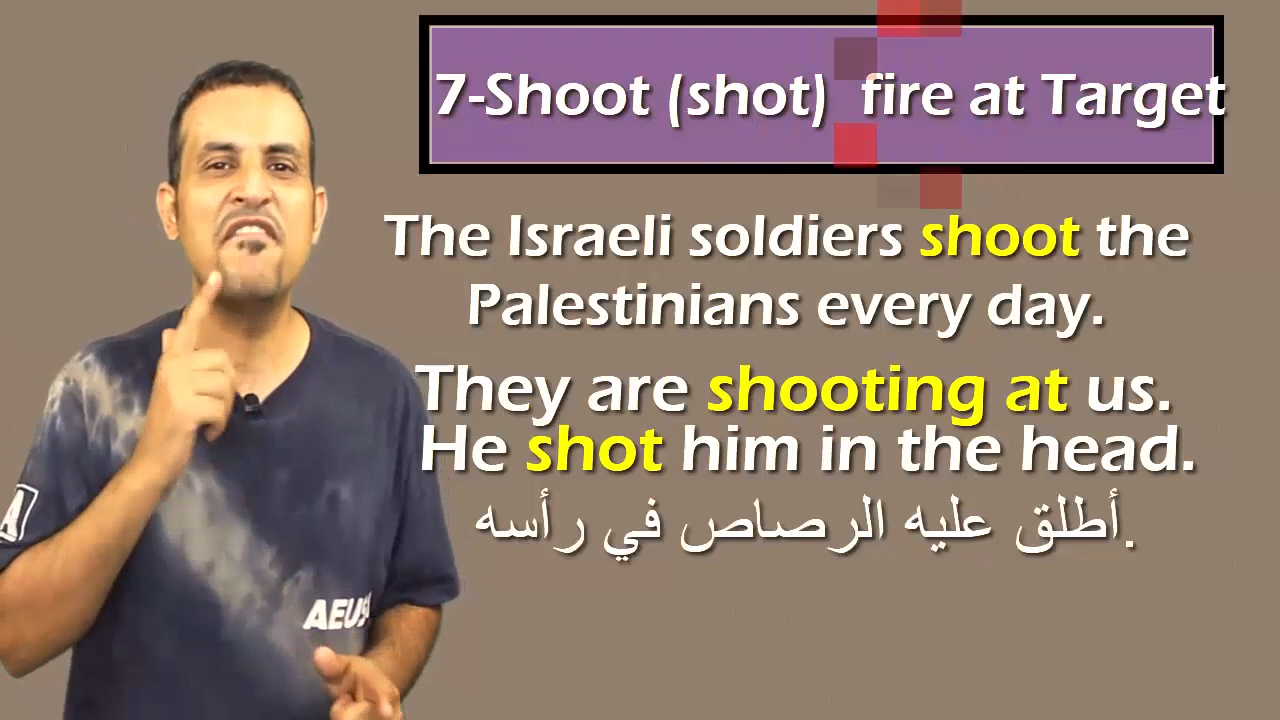 7-Shoot (shot) fire at Target
The Israeli soldiers shoot the
Palestinians every day.
They are shooting at us.
He shot him in the head.
أطلق عليه الرصاص في رأسه.
A
AEUS